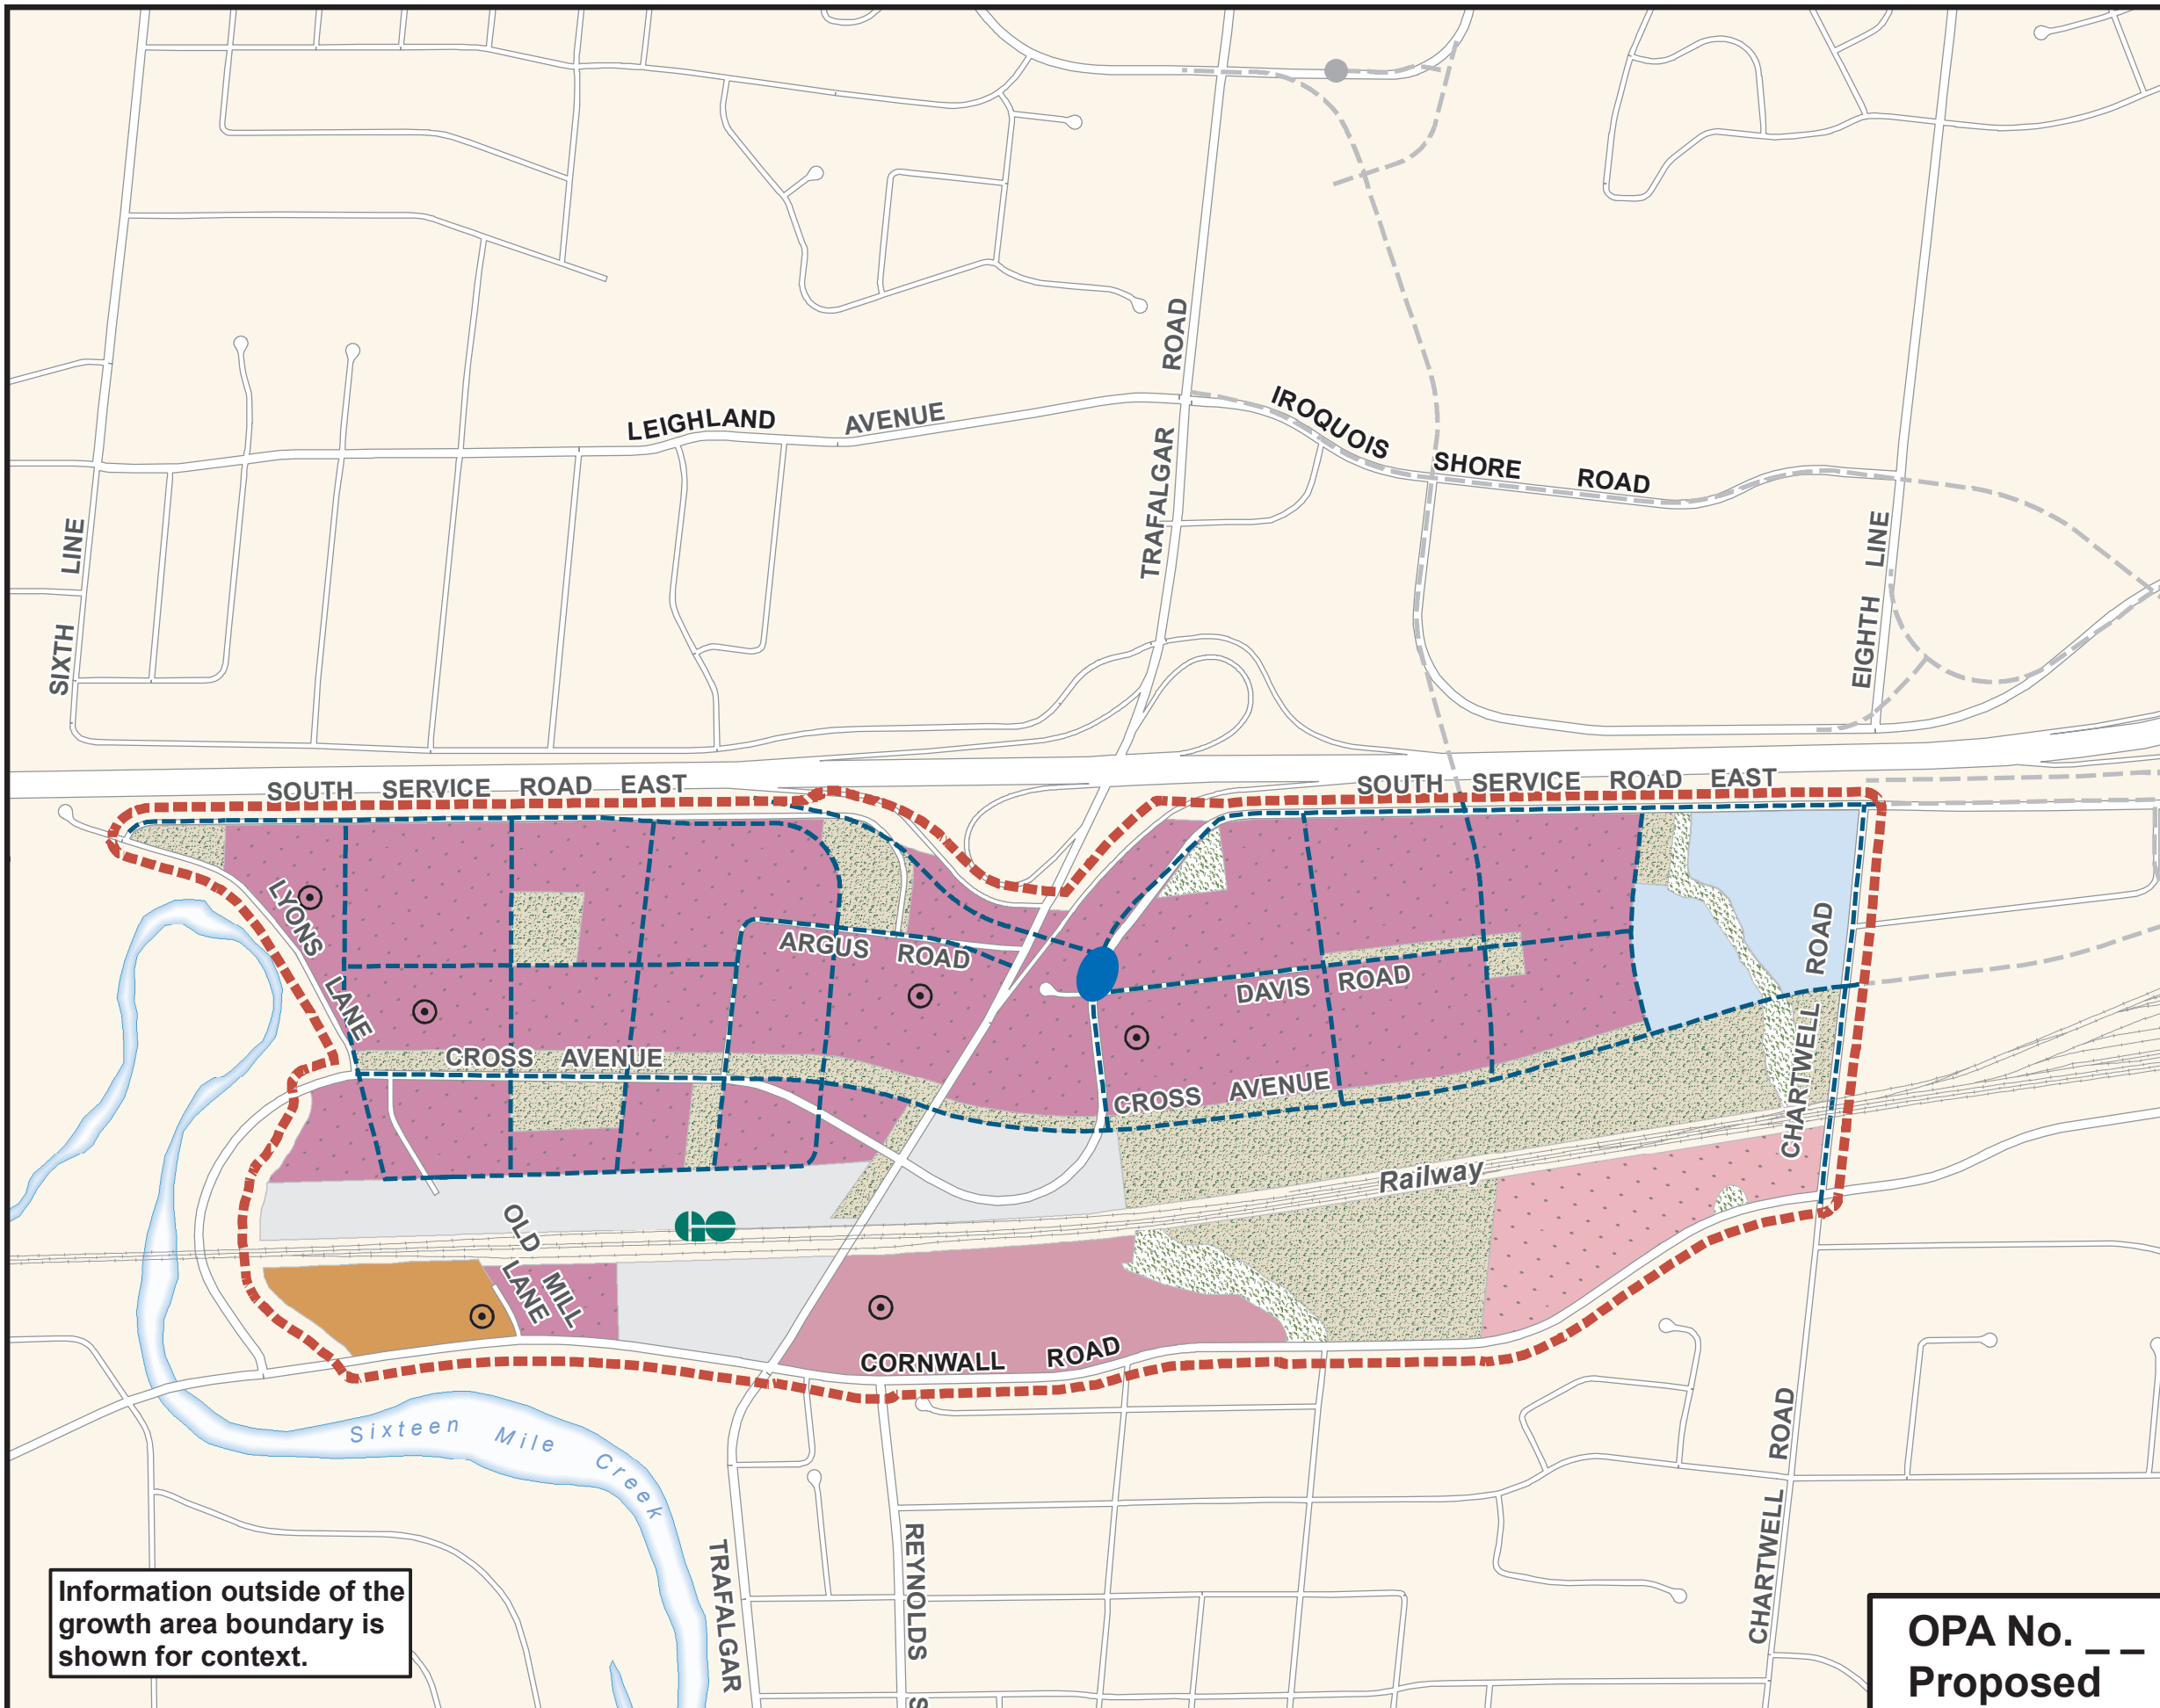 TRAFALGAR ROAD
LEIGHLAND AVENUE
IROQUOIS SHORE ROAD
SIXTH LINE
EIGHTH LINE
SOUTH SERVICE ROAD EAST
SOUTH SERVICE ROAD EAST
LYONS LANE
ARGUS ROAD
DAVIS ROAD
CHARTWELL ROAD
CROSS AVENUE
CROSS AVENUE
CHARTWELL
Railway
GO
OLD MILL LANE
CORNWALL ROAD
Sixteen Mile Creek
CHARTWELL ROAD
TRAFALGAR
REYNOLDS S
Information outside of the
growth area boundary is
shown for context.
OPA No. _ _
Proposed